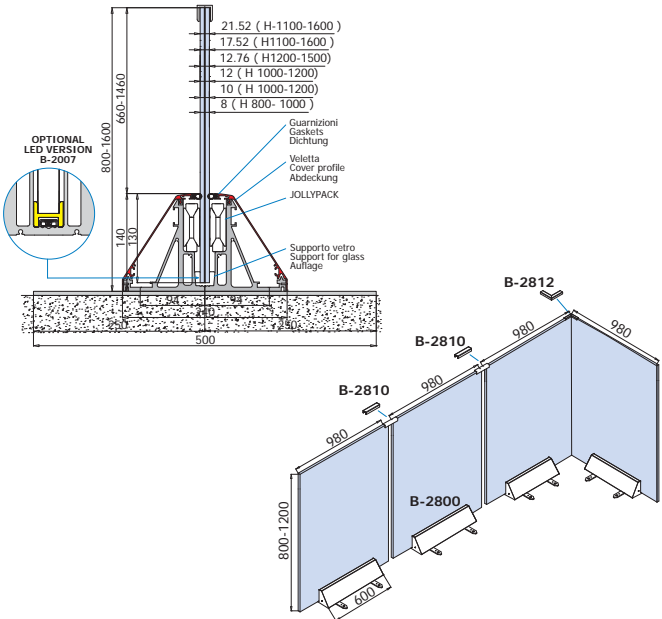 21.52 ( H-1100-1600 )
17.52 ( H1100-1600 )
12.76 ( H1200-1500)
12 ( H 1000-1200)
10 ( H 1000-1200)
8 ( H 800- 1000 )
800-1600
660-1460
Guarnizioni
Gaskets
Dichtung
Veletta
Cover profile
Abdeckung
JOLLYPACK
OPTIONAL
LED VERSION
B-2007
140
130
Supporto vetro
Support for glass
Auflage
94
94
240
250
250
500
B-2812
980
980
B-2810
980
B-2810
980
B-2800
800-1200
600